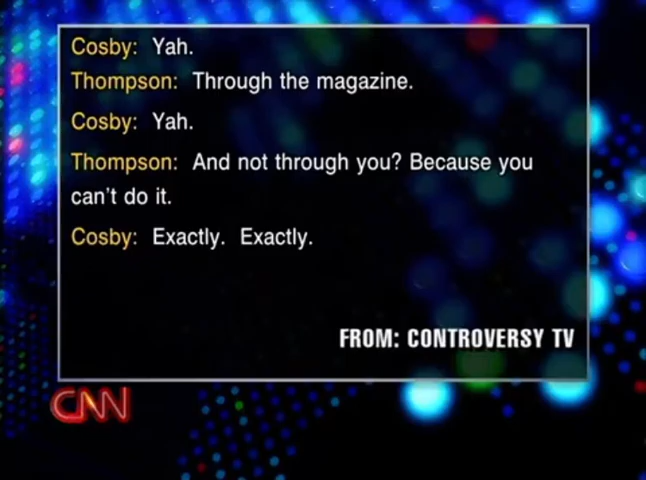 Cosby: Yah.
Thompson: Through the magazine.
Cosby: Yah.
Thompson: And not through you? Because you
can't do it.
Cosby: Exactly. Exactly.
FROM: CONTROVERSY TV
CNN